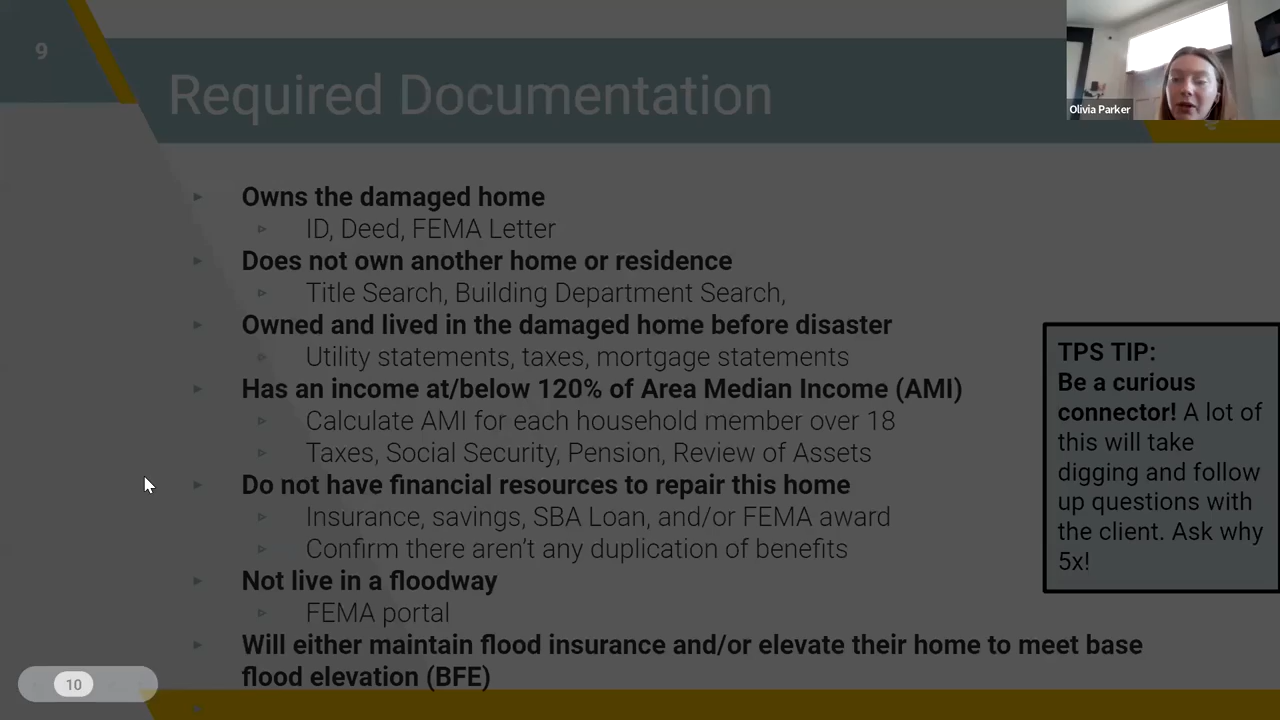 9
Required Documentation
Olivia Parker
Owns the damaged home
ID, Deed, FEMA Letter
Does not own another home or residence
Title Search, Building Department Search,
Owned and lived in the damaged home before disaster
Utility statements, taxes, mortgage statements
Has an income at/below 120% of Area Median Income (AMI)
Calculate AMI for each household member over 18
Taxes, Social Security, Pension, Review of Assets
Do not have financial resources to repair this home
Insurance, savings, SBA Loan, and/or FEMA award
Confirm there aren't any duplication of benefits
Not live in a floodway
FEMA portal
Will either maintain flood insurance and/or elevate their home to meet base
flood elevation (BFE)
TPS TIP:
Be a curious
connector! A lot of
this will take
digging and follow
up questions with
the client. Ask why
5x!
10